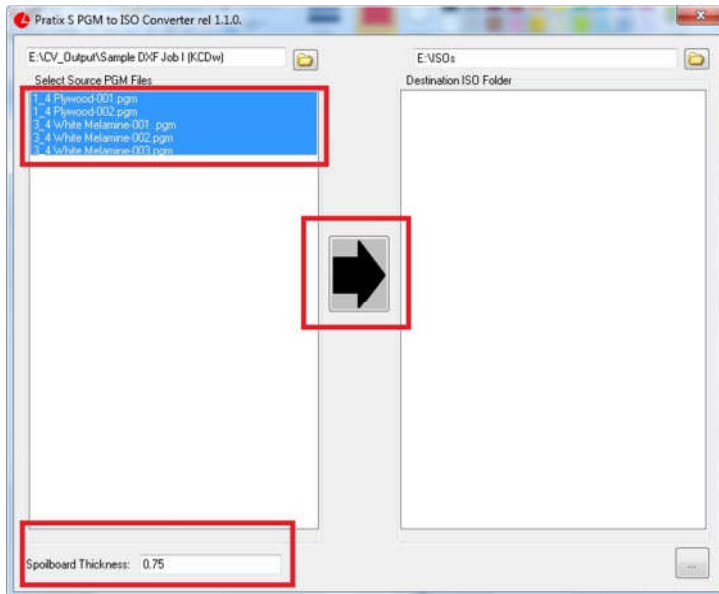 Pratix S PGM to ISO Converter rel 1.1.0.
E:\CV_Output\Sample DXF Job I (KCDw)
E:\ISOs
Select Source PGM Files
Destination ISO Folder
1_4 Plywood-001.pgm
1_4 Plywood-002.pgm
3_4 White Melamine-001 .pgm
3_4 White Melamine-002.pgm
3_4 White Melamine-003.pgm
Spoilboard Thickness: 0.75
...